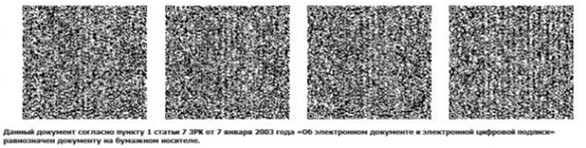 Данный документ согласно пункту 1 статьи 7 ЗРК от 7 января 2003 года «Об электронном документе и электронной цифровой подписи»
равнозначен документу на бумажном носителе.